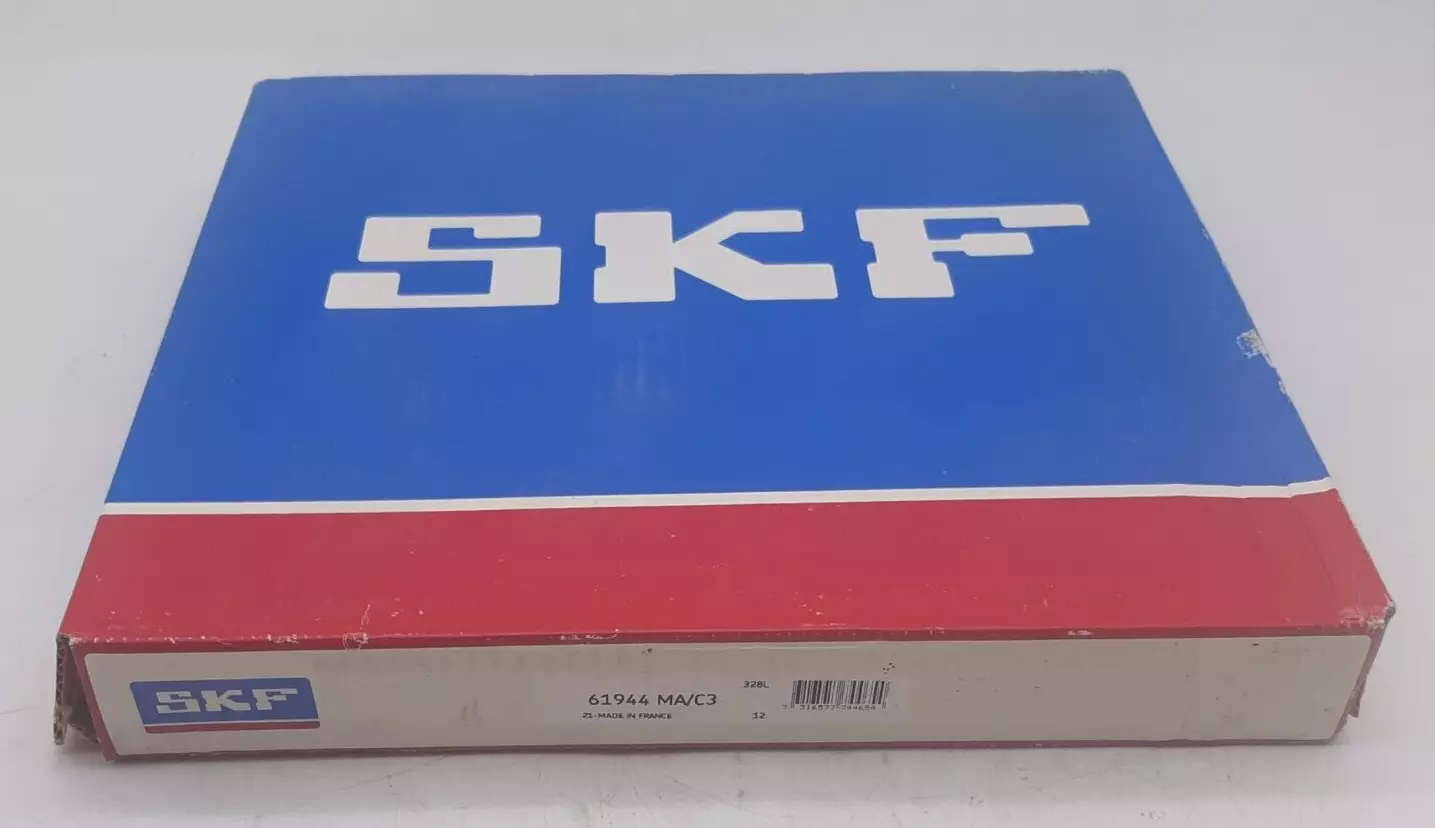 SKF
SKF
61944 MA/C3
21-MADE IN FRANCE
328L
12